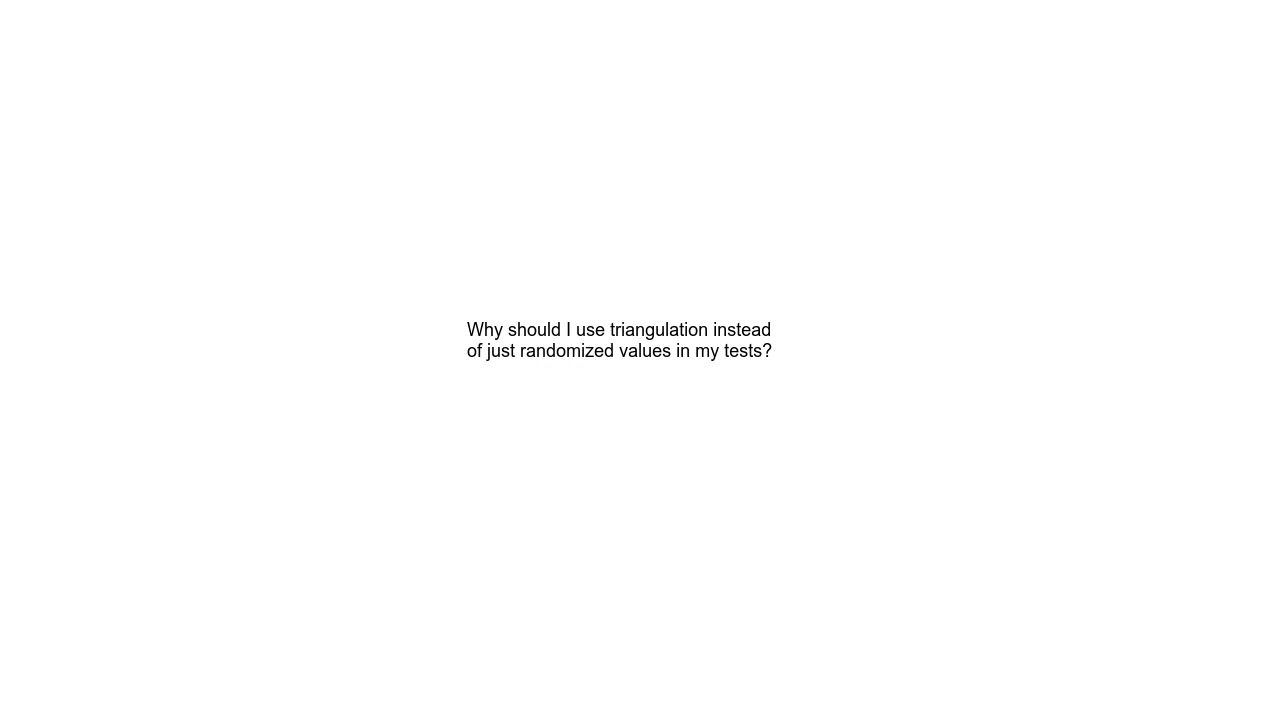 Why should I use triangulation instead
of just randomized values in my tests?